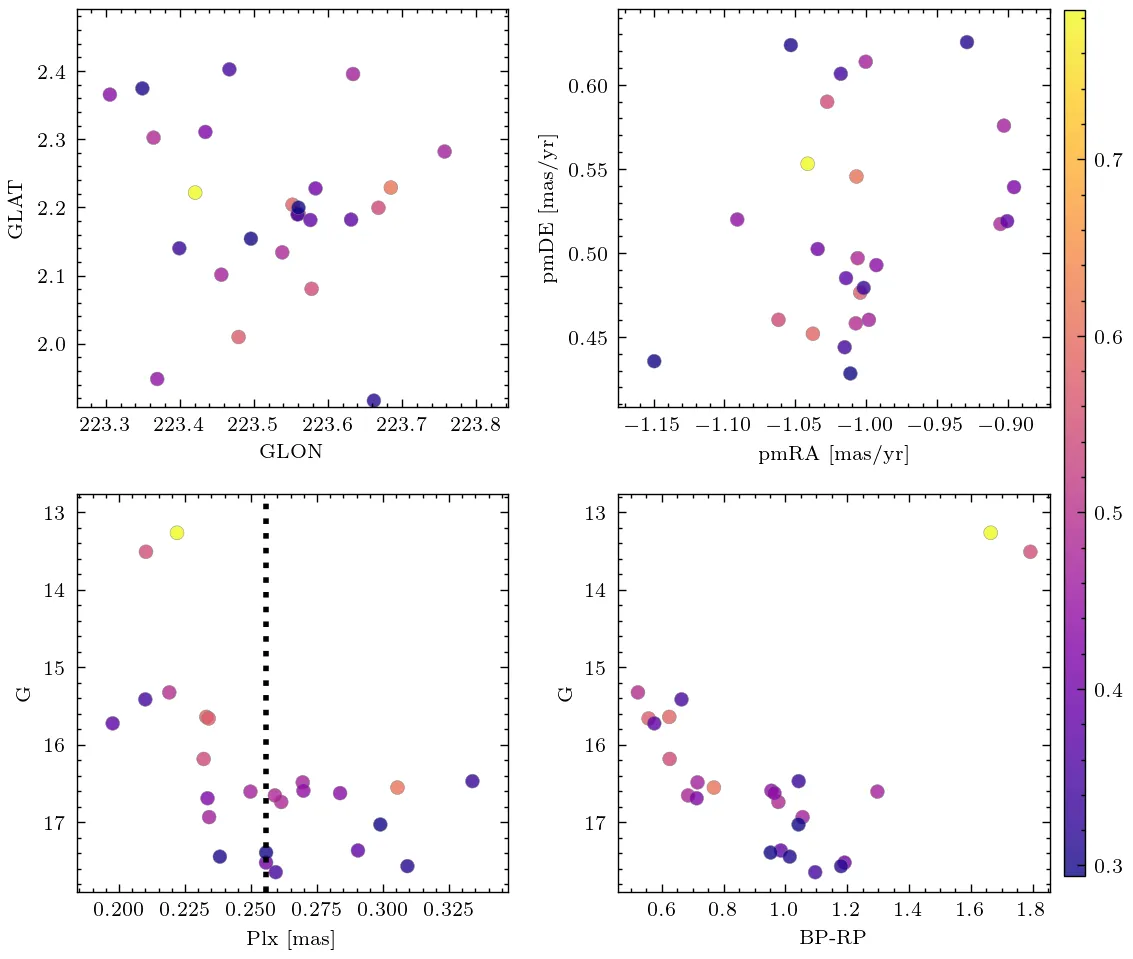 2.4
2.3
2.2
2.1
2.0
GLAT
223.3 223.4 223.5 223.6 223.7 223.8
GLON
0.60
0.55
0.50
0.45
pmDE [mas/yr]
−1.15 −1.10 −1.05 −1.00 −0.95 −0.90
pmRA [mas/yr]
0.7
0.6
0.5
0.4
0.3
13
14
15
16
17
G
0.200 0.225 0.250 0.275 0.300 0.325
Plx [mas]
13
14
15
16
17
G
0.6 0.8 1.0 1.2 1.4 1.6 1.8
BP-RP